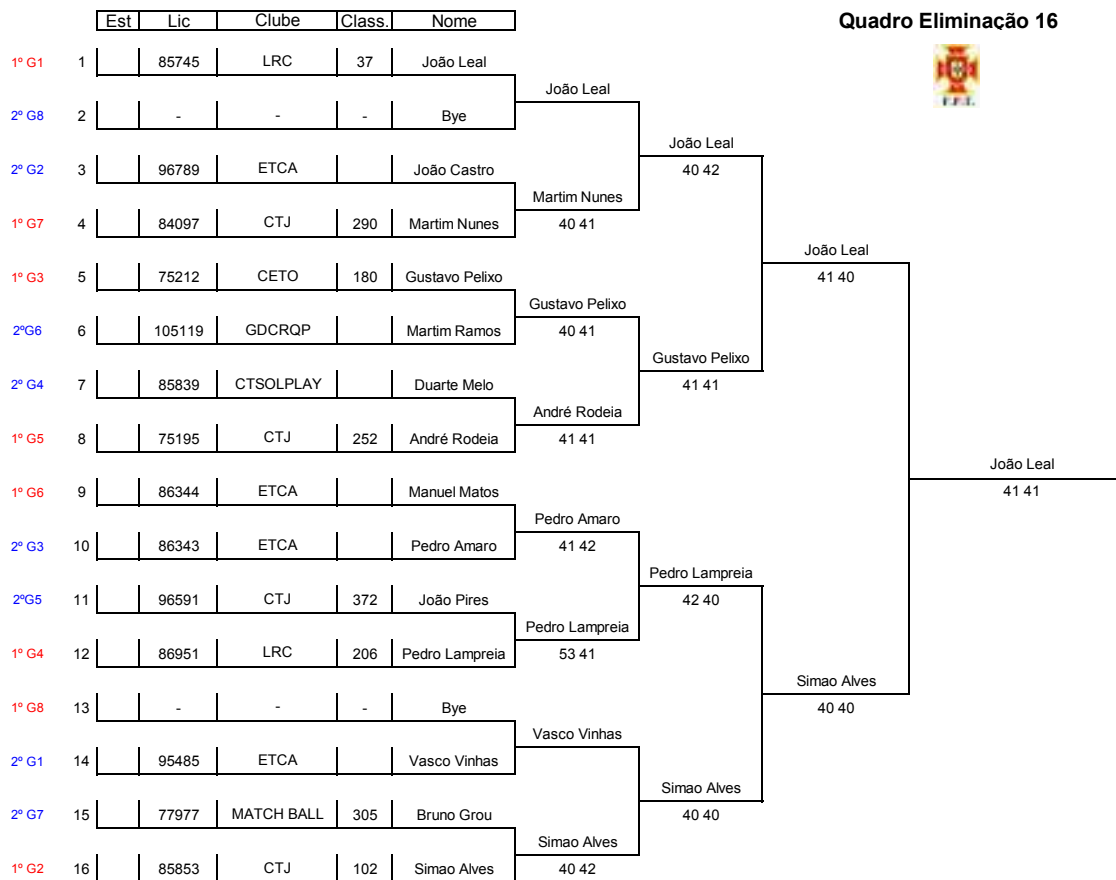 Est Lic Clube Class. Nome
Quadro Eliminação 16
1º G1 1 85745 LRC 37 João Leal
João Leal
2º G8 2 - - - Bye
João Leal
40 42
2º G2 3 96789 ETCA João Castro
Martim Nunes
40 41
1º G7 4 84097 CTJ 290 Martim Nunes
João Leal
41 40
1º G3 5 75212 CETO 180 Gustavo Pelixo
Gustavo Pelixo
40 41
2ºG6 6 105119 GDCRQP Martim Ramos
Gustavo Pelixo
41 41
2º G4 7 85839 CTSOLPLAY Duarte Melo
André Rodeia
41 41
1º G5 8 75195 CTJ 252 André Rodeia
João Leal
41 41
1º G6 9 86344 ETCA Manuel Matos
Pedro Amaro
41 42
2º G3 10 86343 ETCA Pedro Amaro
Pedro Lampreia
42 40
2ºG5 11 96591 CTJ 372 João Pires
Pedro Lampreia
53 41
1º G4 12 86951 LRC 206 Pedro Lampreia
Simao Alves
40 40
1º G8 13 - - - Bye
Vasco Vinhas
2º G1 14 95485 ETCA Vasco Vinhas
Simao Alves
40 40
2º G7 15 77977 MATCH BALL 305 Bruno Grou
Simao Alves
40 42
1º G2 16 85853 CTJ 102 Simao Alves